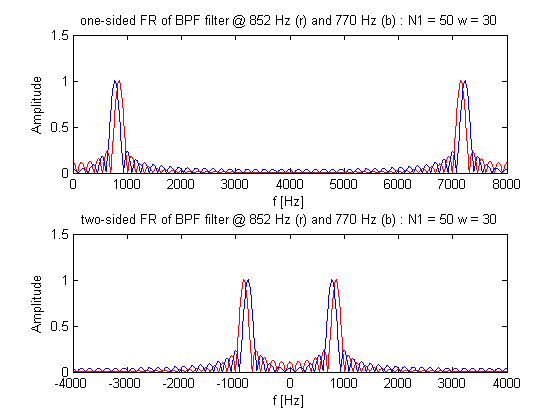 one-sided FR of BPF filter @ 852 Hz (r) and 770 Hz (b) : N1 = 50 w = 30
1.5
1
0.5
0
Amplitude
0 1000 2000 3000 4000 5000 6000 7000 8000
f [Hz]
two-sided FR of BPF filter @ 852 Hz (r) and 770 Hz (b) : N1 = 50 w = 30
1.5
1
0.5
0
Amplitude
-4000 -3000 -2000 -1000 0 1000 2000 3000 4000
f [Hz]